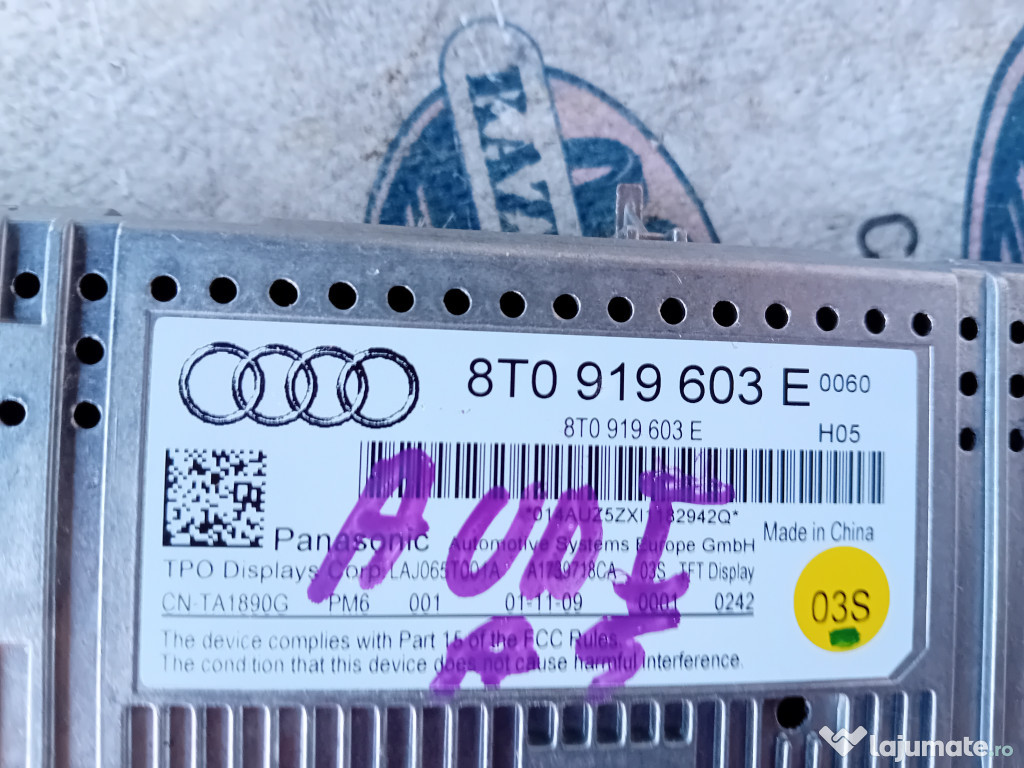 8T0 919 603 E 0060
8T0 919 603 E H05
*014AUZ5ZXI1182942Q*
Panasonic Automotive Systems Europe GmbH Made in China
TPO Displays Corp LAJ065T001A A1739718CA 03S TFT Display
CN-TA1890G PM6 001 01-11-09 0001 0242
03S
The device complies with Part 15 of the FCC Rules.
The condition that this device does not cause harmful Interference.
AUDI
A5
lajumate.ro